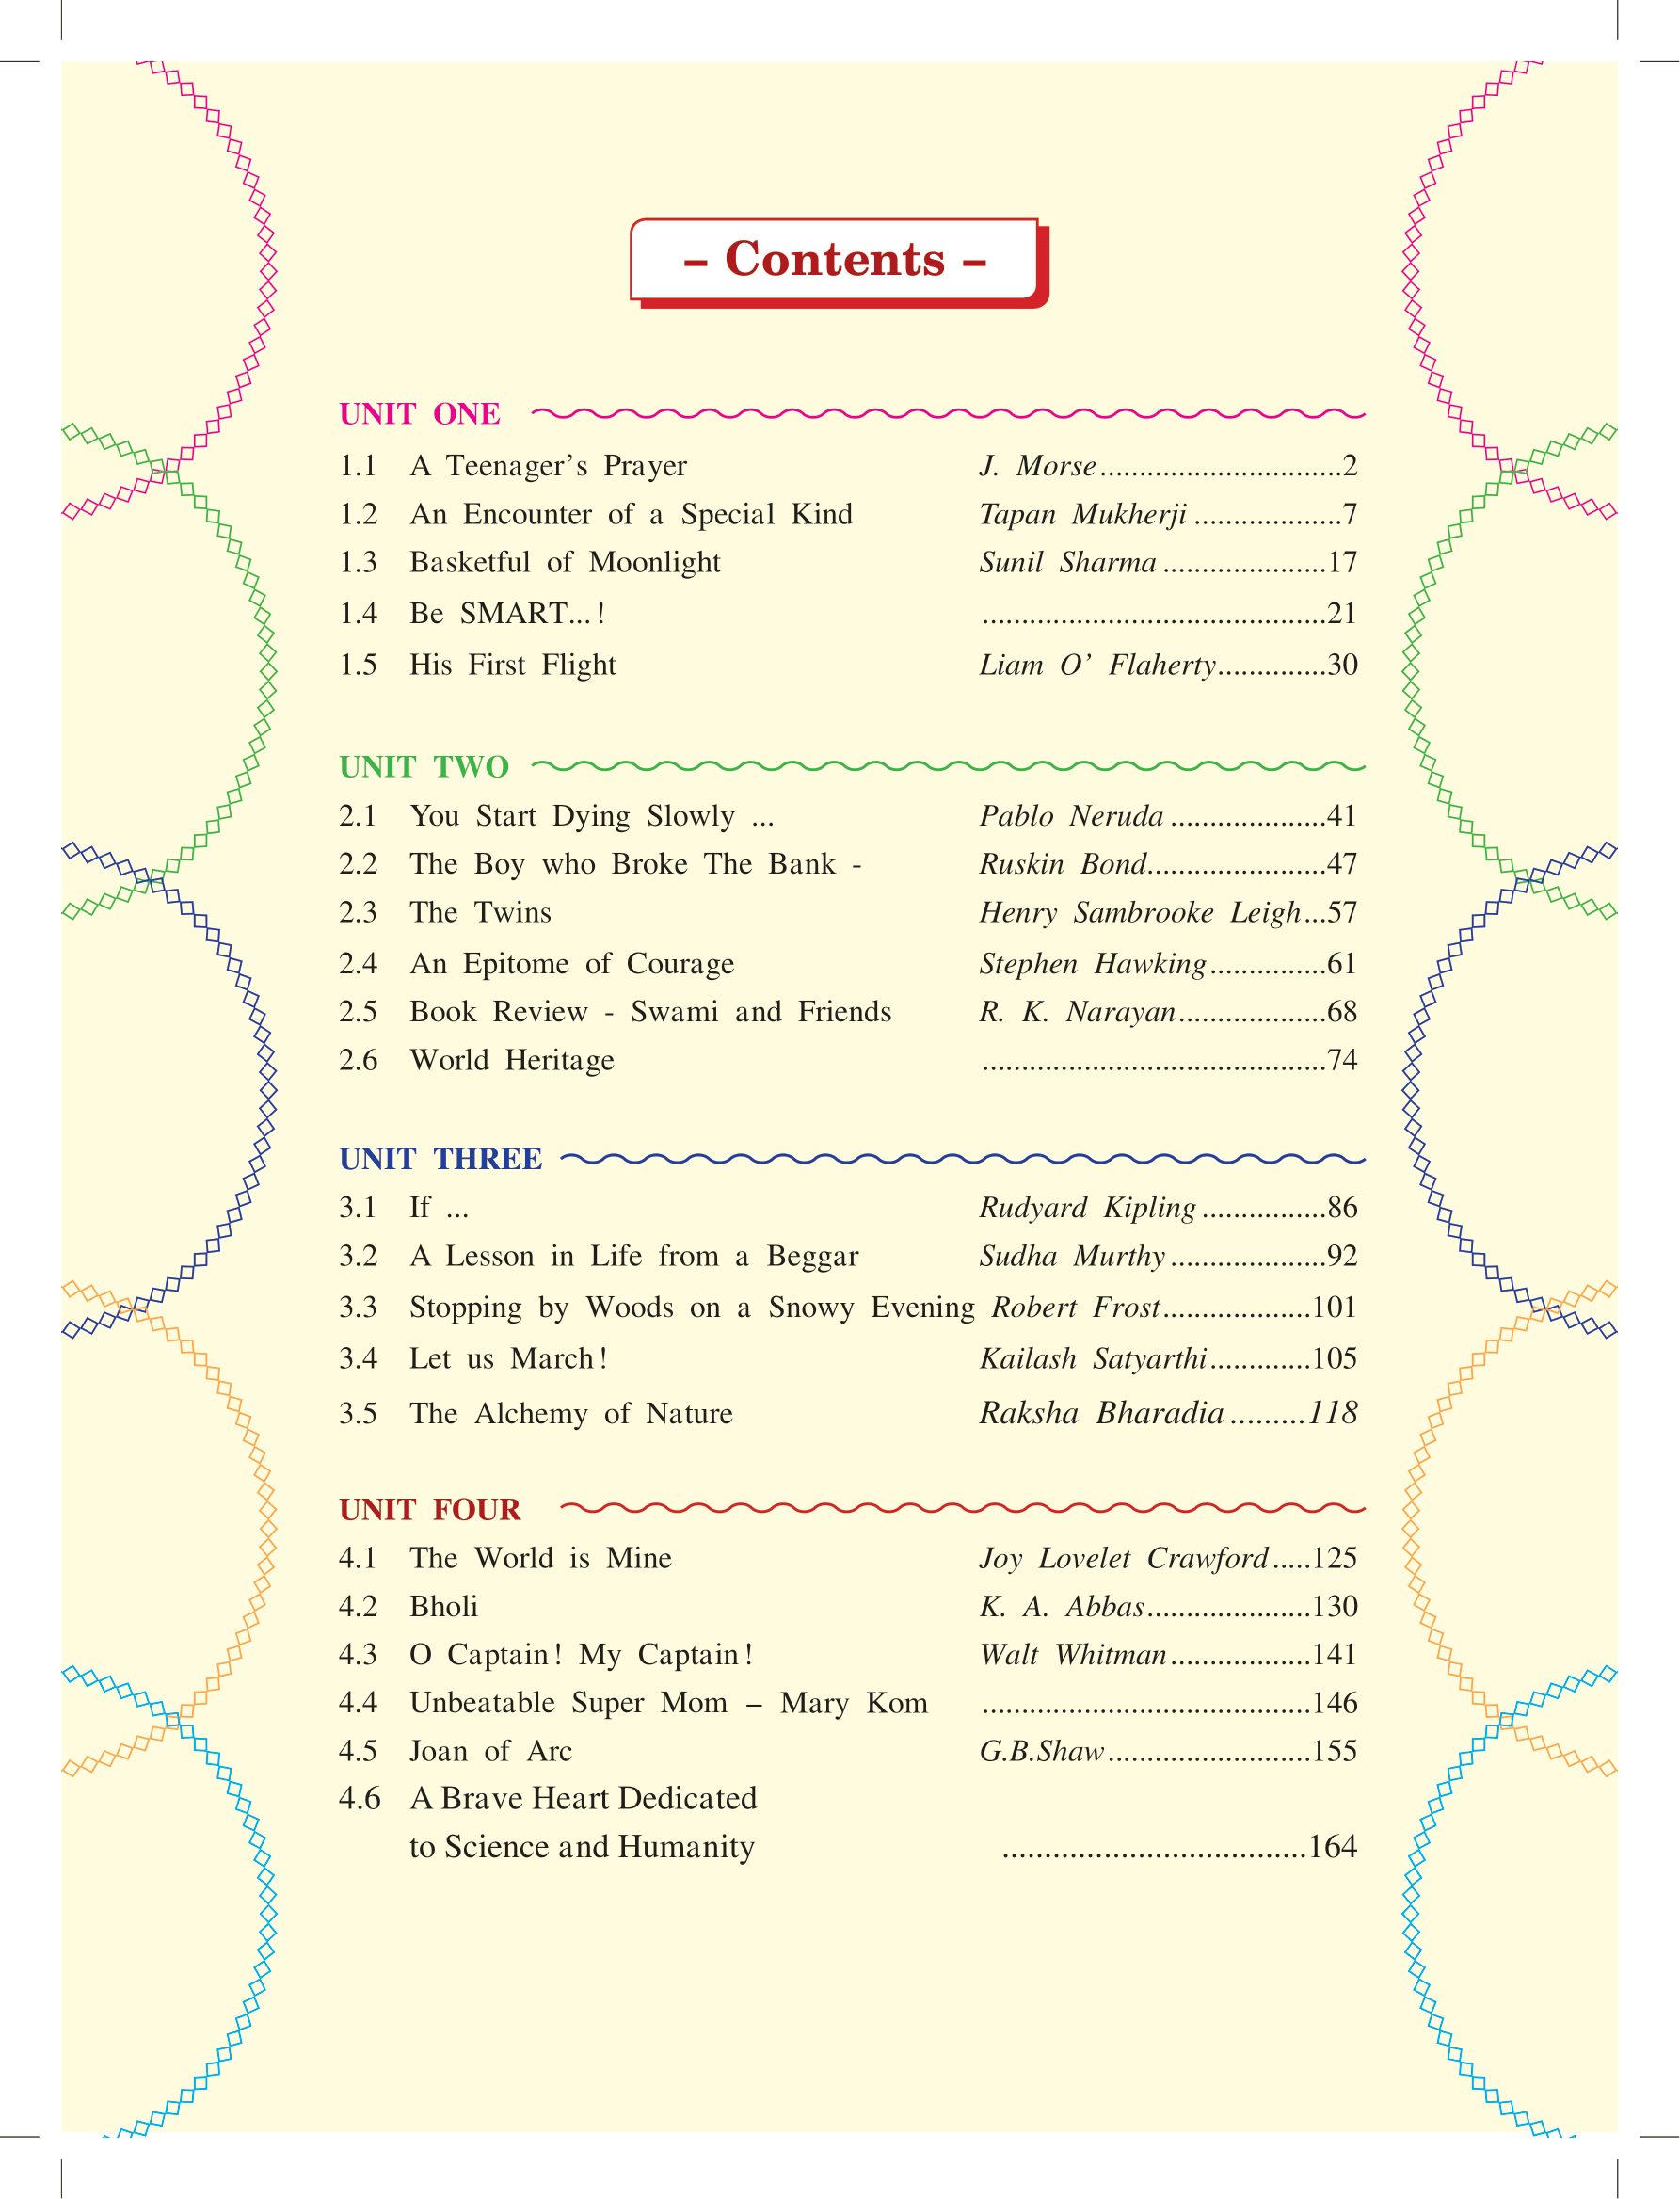 – Contents –
UNIT ONE
1.1 A Teenager's Prayer J. Morse...............................2
1.2 An Encounter of a Special Kind Tapan Mukherji ...................7
1.3 Basketful of Moonlight Sunil Sharma .....................17
1.4 Be SMART...! ............................................21
1.5 His First Flight Liam O' Flaherty..............30
UNIT TWO
2.1 You Start Dying Slowly ... Pablo Neruda ....................41
2.2 The Boy who Broke The Bank - Ruskin Bond.......................47
2.3 The Twins Henry Sambrooke Leigh...57
2.4 An Epitome of Courage Stephen Hawking...............61
2.5 Book Review - Swami and Friends R. K. Narayan...................68
2.6 World Heritage ............................................74
UNIT THREE
3.1 If ... Rudyard Kipling ................86
3.2 A Lesson in Life from a Beggar Sudha Murthy ....................92
3.3 Stopping by Woods on a Snowy Evening Robert Frost...................101
3.4 Let us March! Kailash Satyarthi.............105
3.5 The Alchemy of Nature Raksha Bharadia .........118
UNIT FOUR
4.1 The World is Mine Joy Lovelet Crawford.....125
4.2 Bholi K. A. Abbas.....................130
4.3 O Captain! My Captain! Walt Whitman..................141
4.4 Unbeatable Super Mom – Mary Kom ..........................................146
4.5 Joan of Arc G.B.Shaw..........................155
4.6 A Brave Heart Dedicated
to Science and Humanity ....................................164